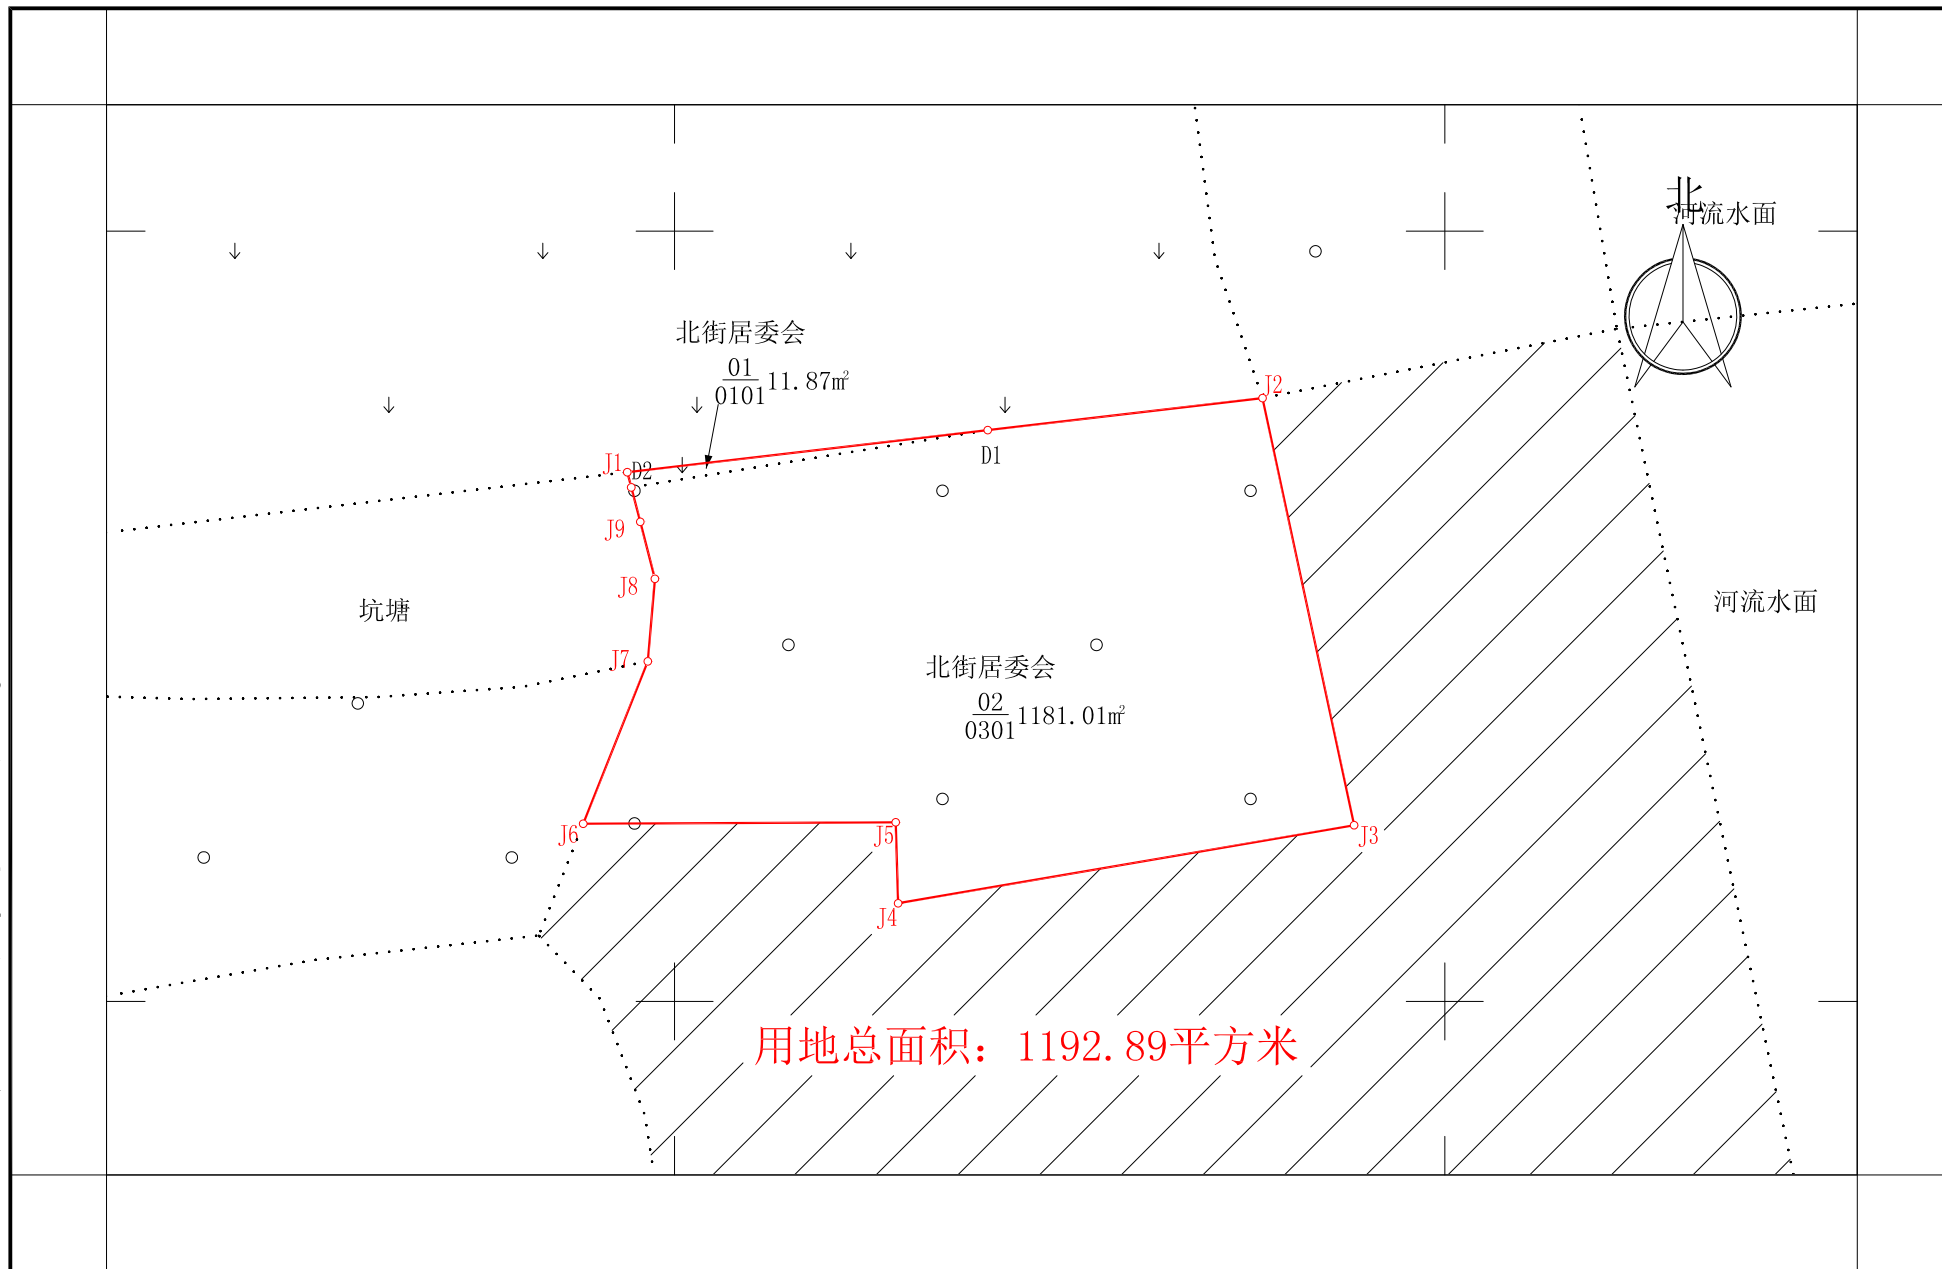 北
河流水面
北街居委会
01
0101
11.87㎡
J2
D1
J1
D2
J9
J8
坑塘
河流水面
J7
北街居委会
02
0301
1181.01㎡
J6
J5
J3
J4
用地总面积：1192.89平方米